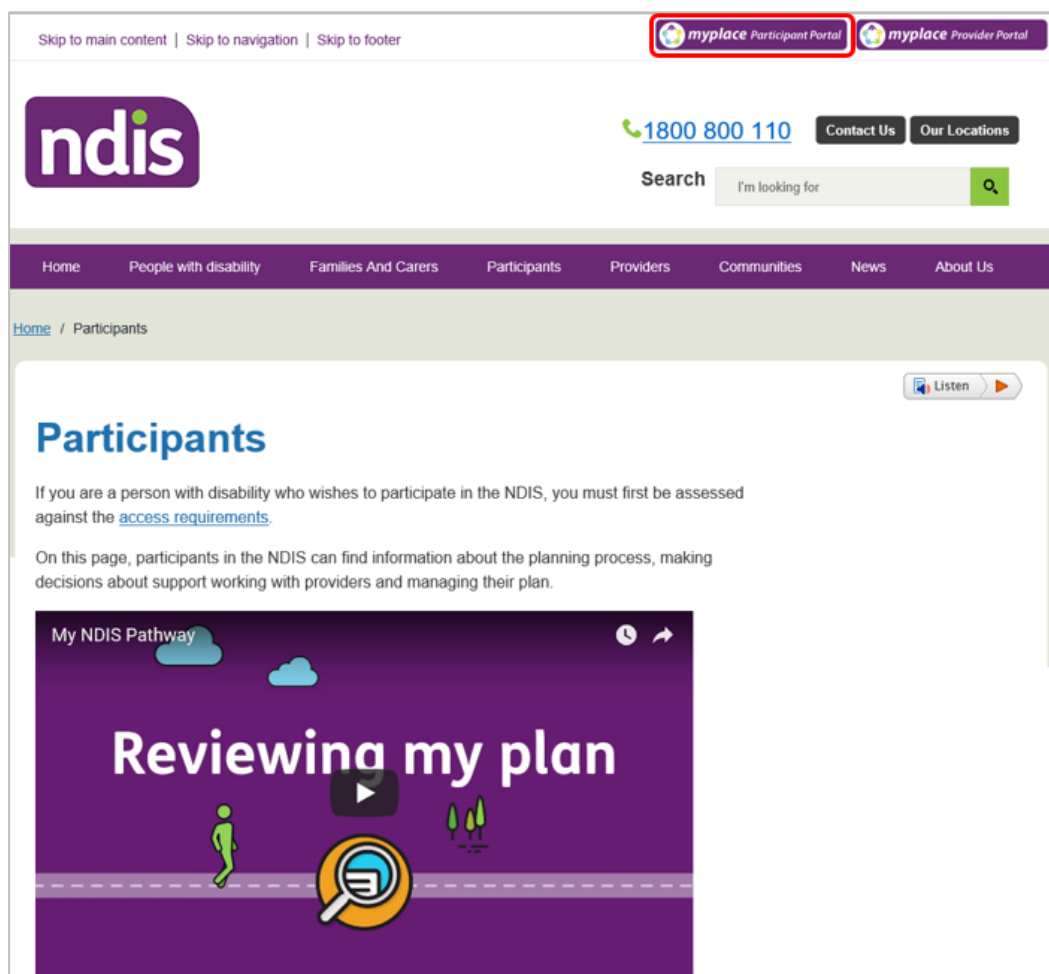 Skip to main content | Skip to navigation | Skip to footer
myplace Participant Portal
myplace Provider Portal
ndis
1800 800 110
Contact Us
Our Locations
Search
I'm looking for
Home People with disability Families And Carers Participants Providers Communities News About Us
Home / Participants
Listen
Participants
If you are a person with disability who wishes to participate in the NDIS, you must first be assessed
against the access requirements.
On this page, participants in the NDIS can find information about the planning process, making
decisions about support working with providers and managing their plan.
My NDIS Pathway
Reviewing my plan